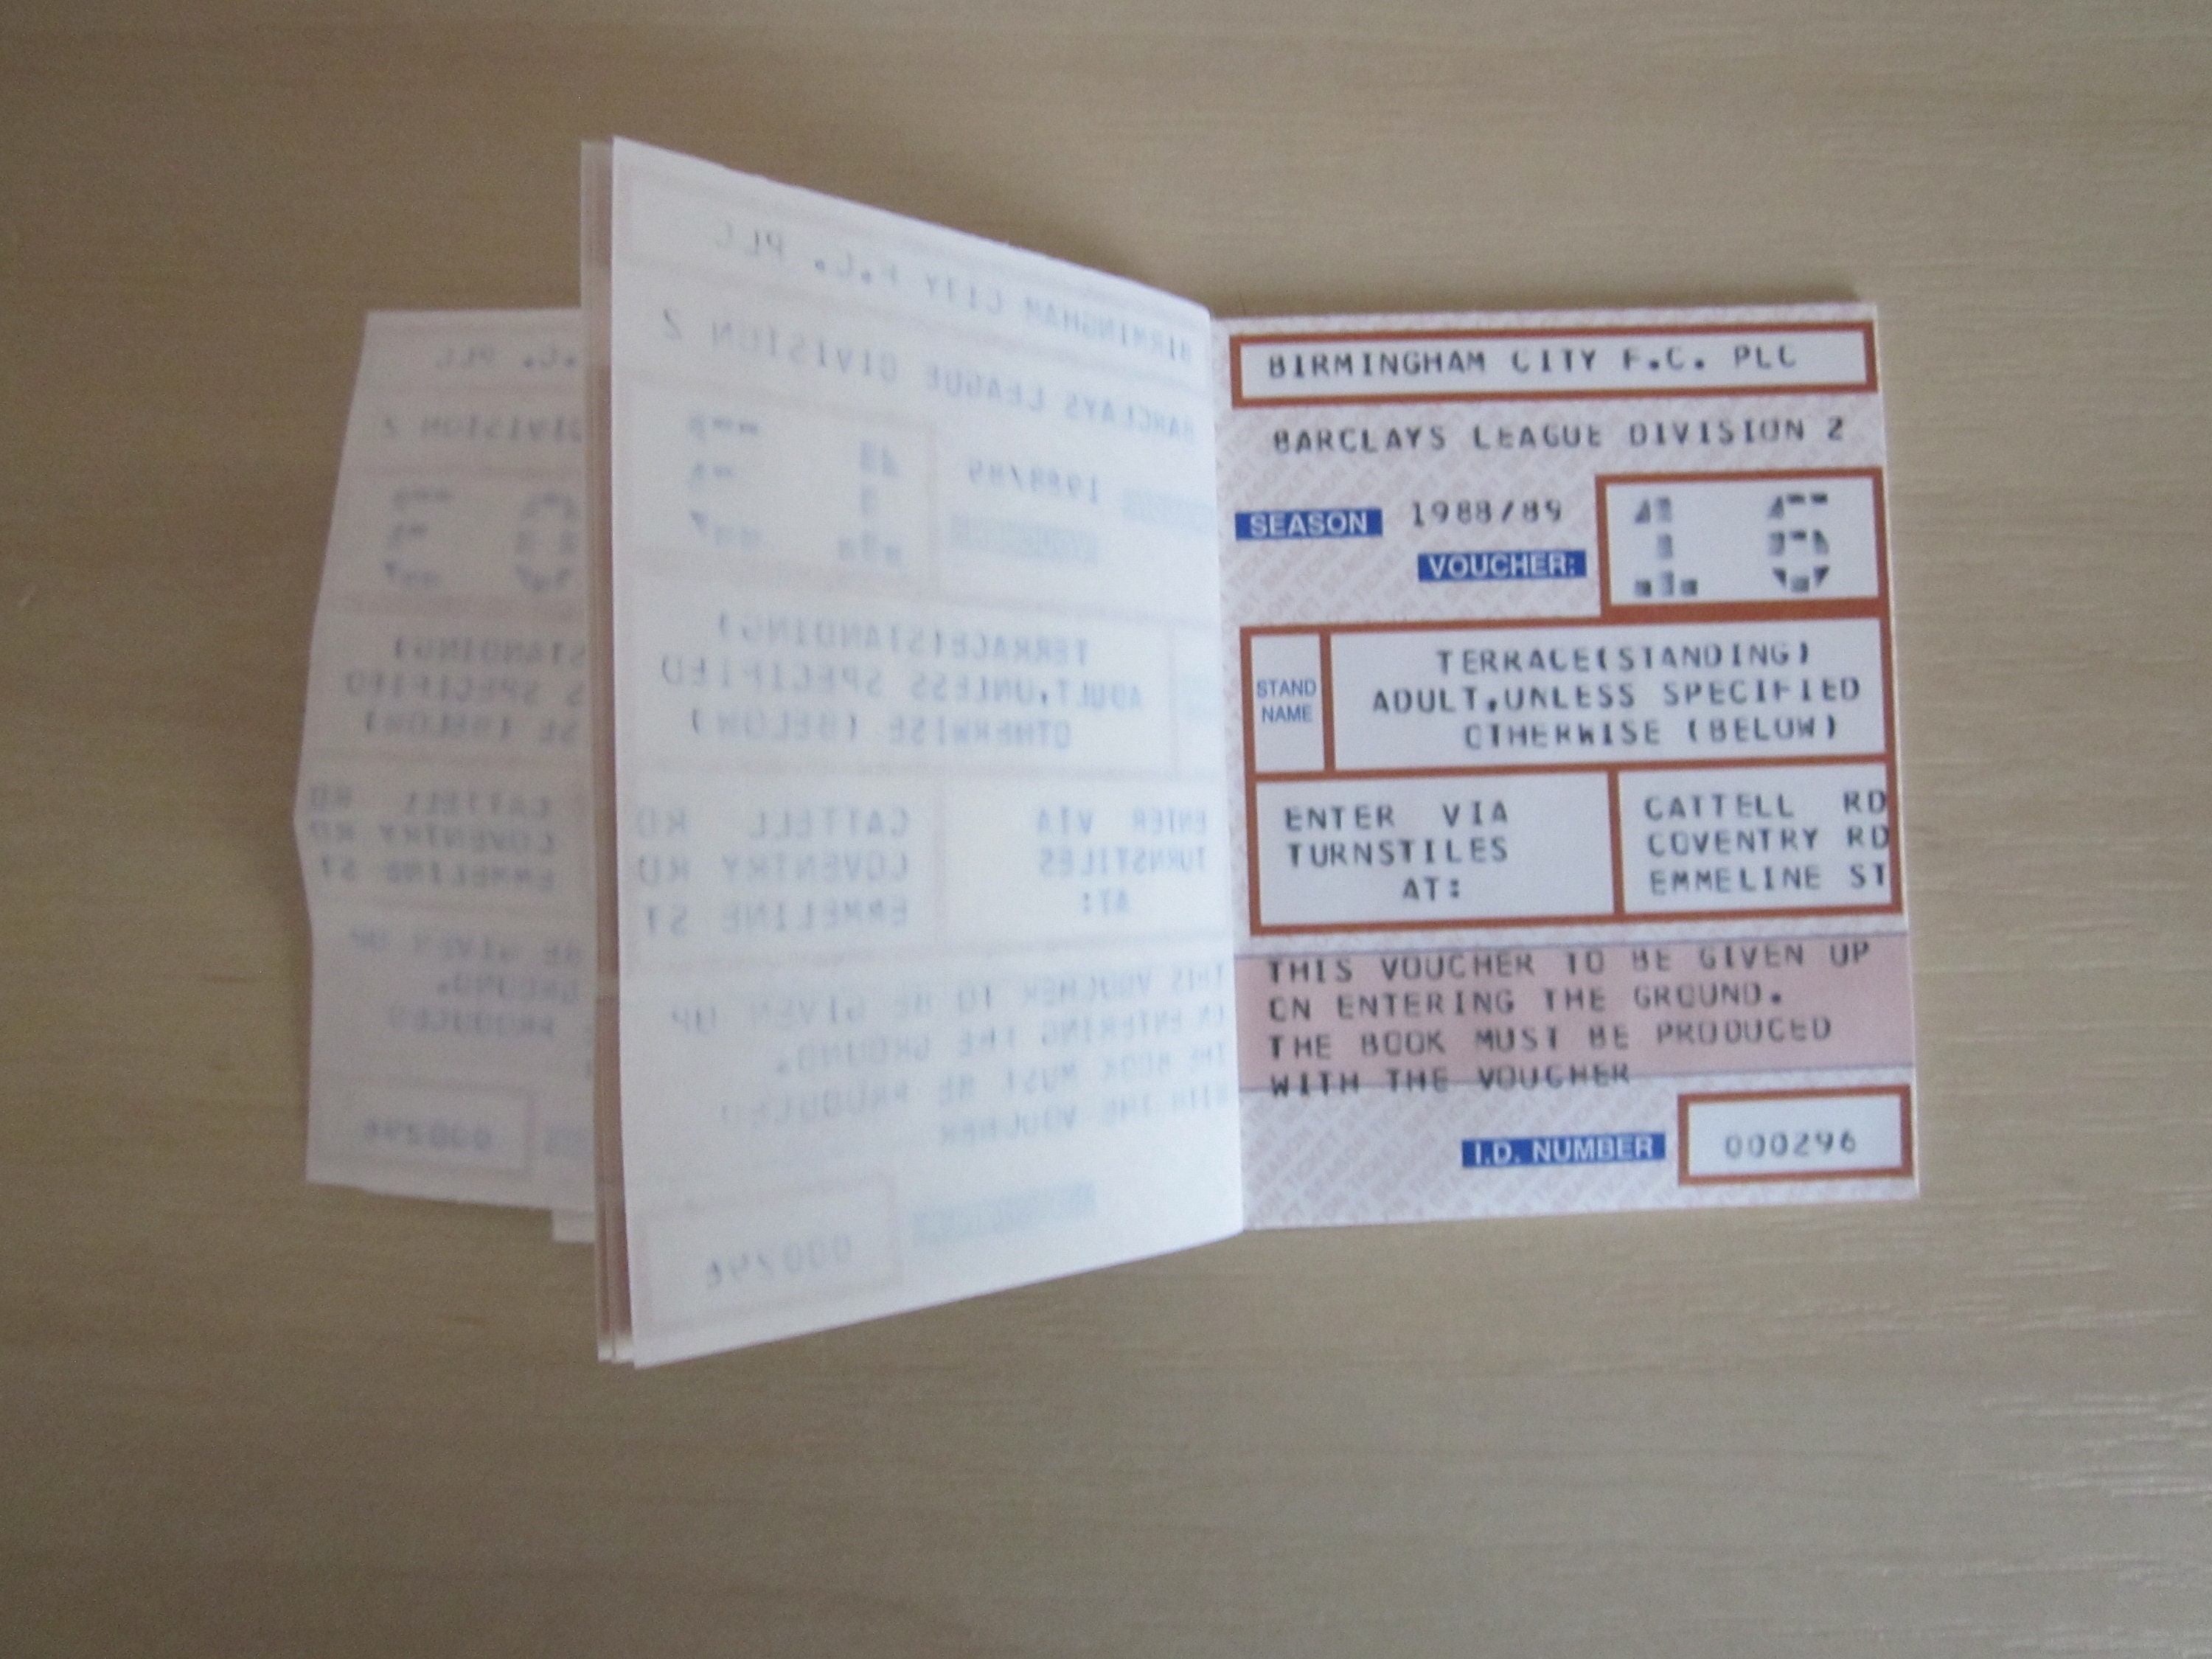 BIRMINGHAM CITY F.C. PLC
BARCLAYS LEAGUE DIVISION 2
SEASON 1988/89
VOUCHER: 16
STAND NAME
TERRACE(STANDING)
ADULT,UNLESS SPECIFIED
OTHERWISE (BELOW)
ENTER VIA
TURNSTILES
AT:
CATTELL RD
COVENTRY RD
EMMELINE ST
THIS VOUCHER TO BE GIVEN UP
ON ENTERING THE GROUND.
THE BOOK MUST BE PRODUCED
WITH THE VOUCHER
I.D. NUMBER 000296